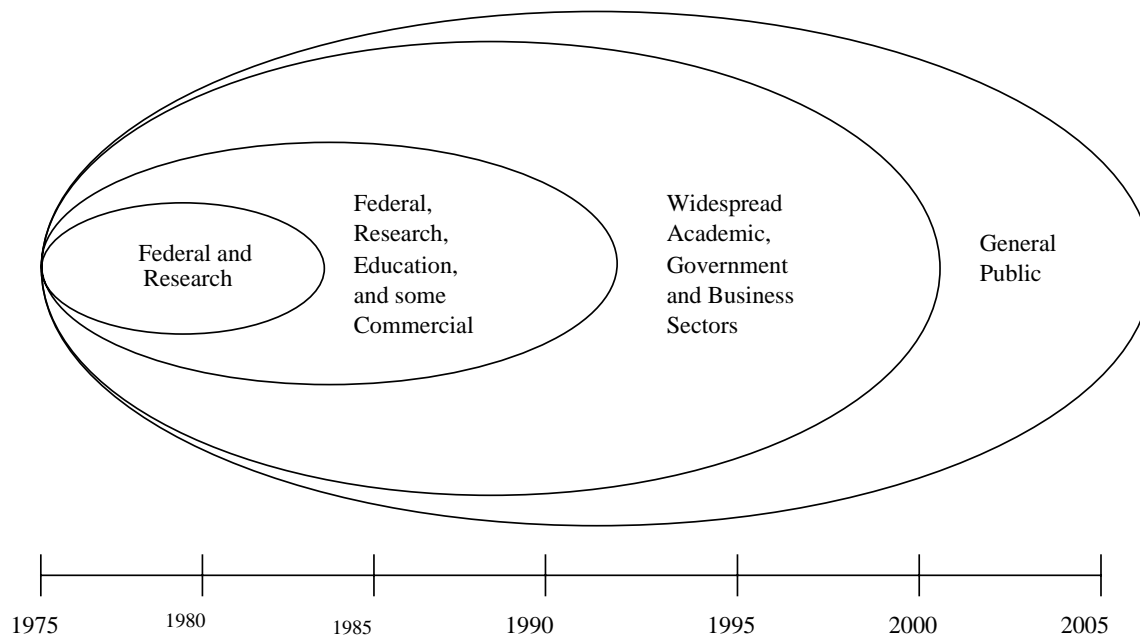 Federal and
Research
Federal,
Research,
Education,
and some
Commercial
Widespread
Academic,
Government
and Business
Sectors
General
Public
1975 1980 1985 1990 1995 2000 2005